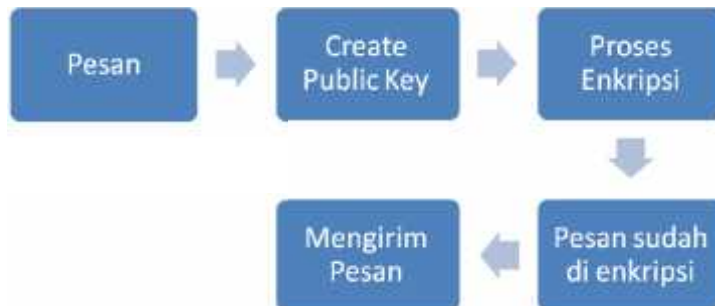 Pesan
Create
Public Key
Proses
Enkripsi
Pesan sudah
di enkripsi
Mengirim
Pesan